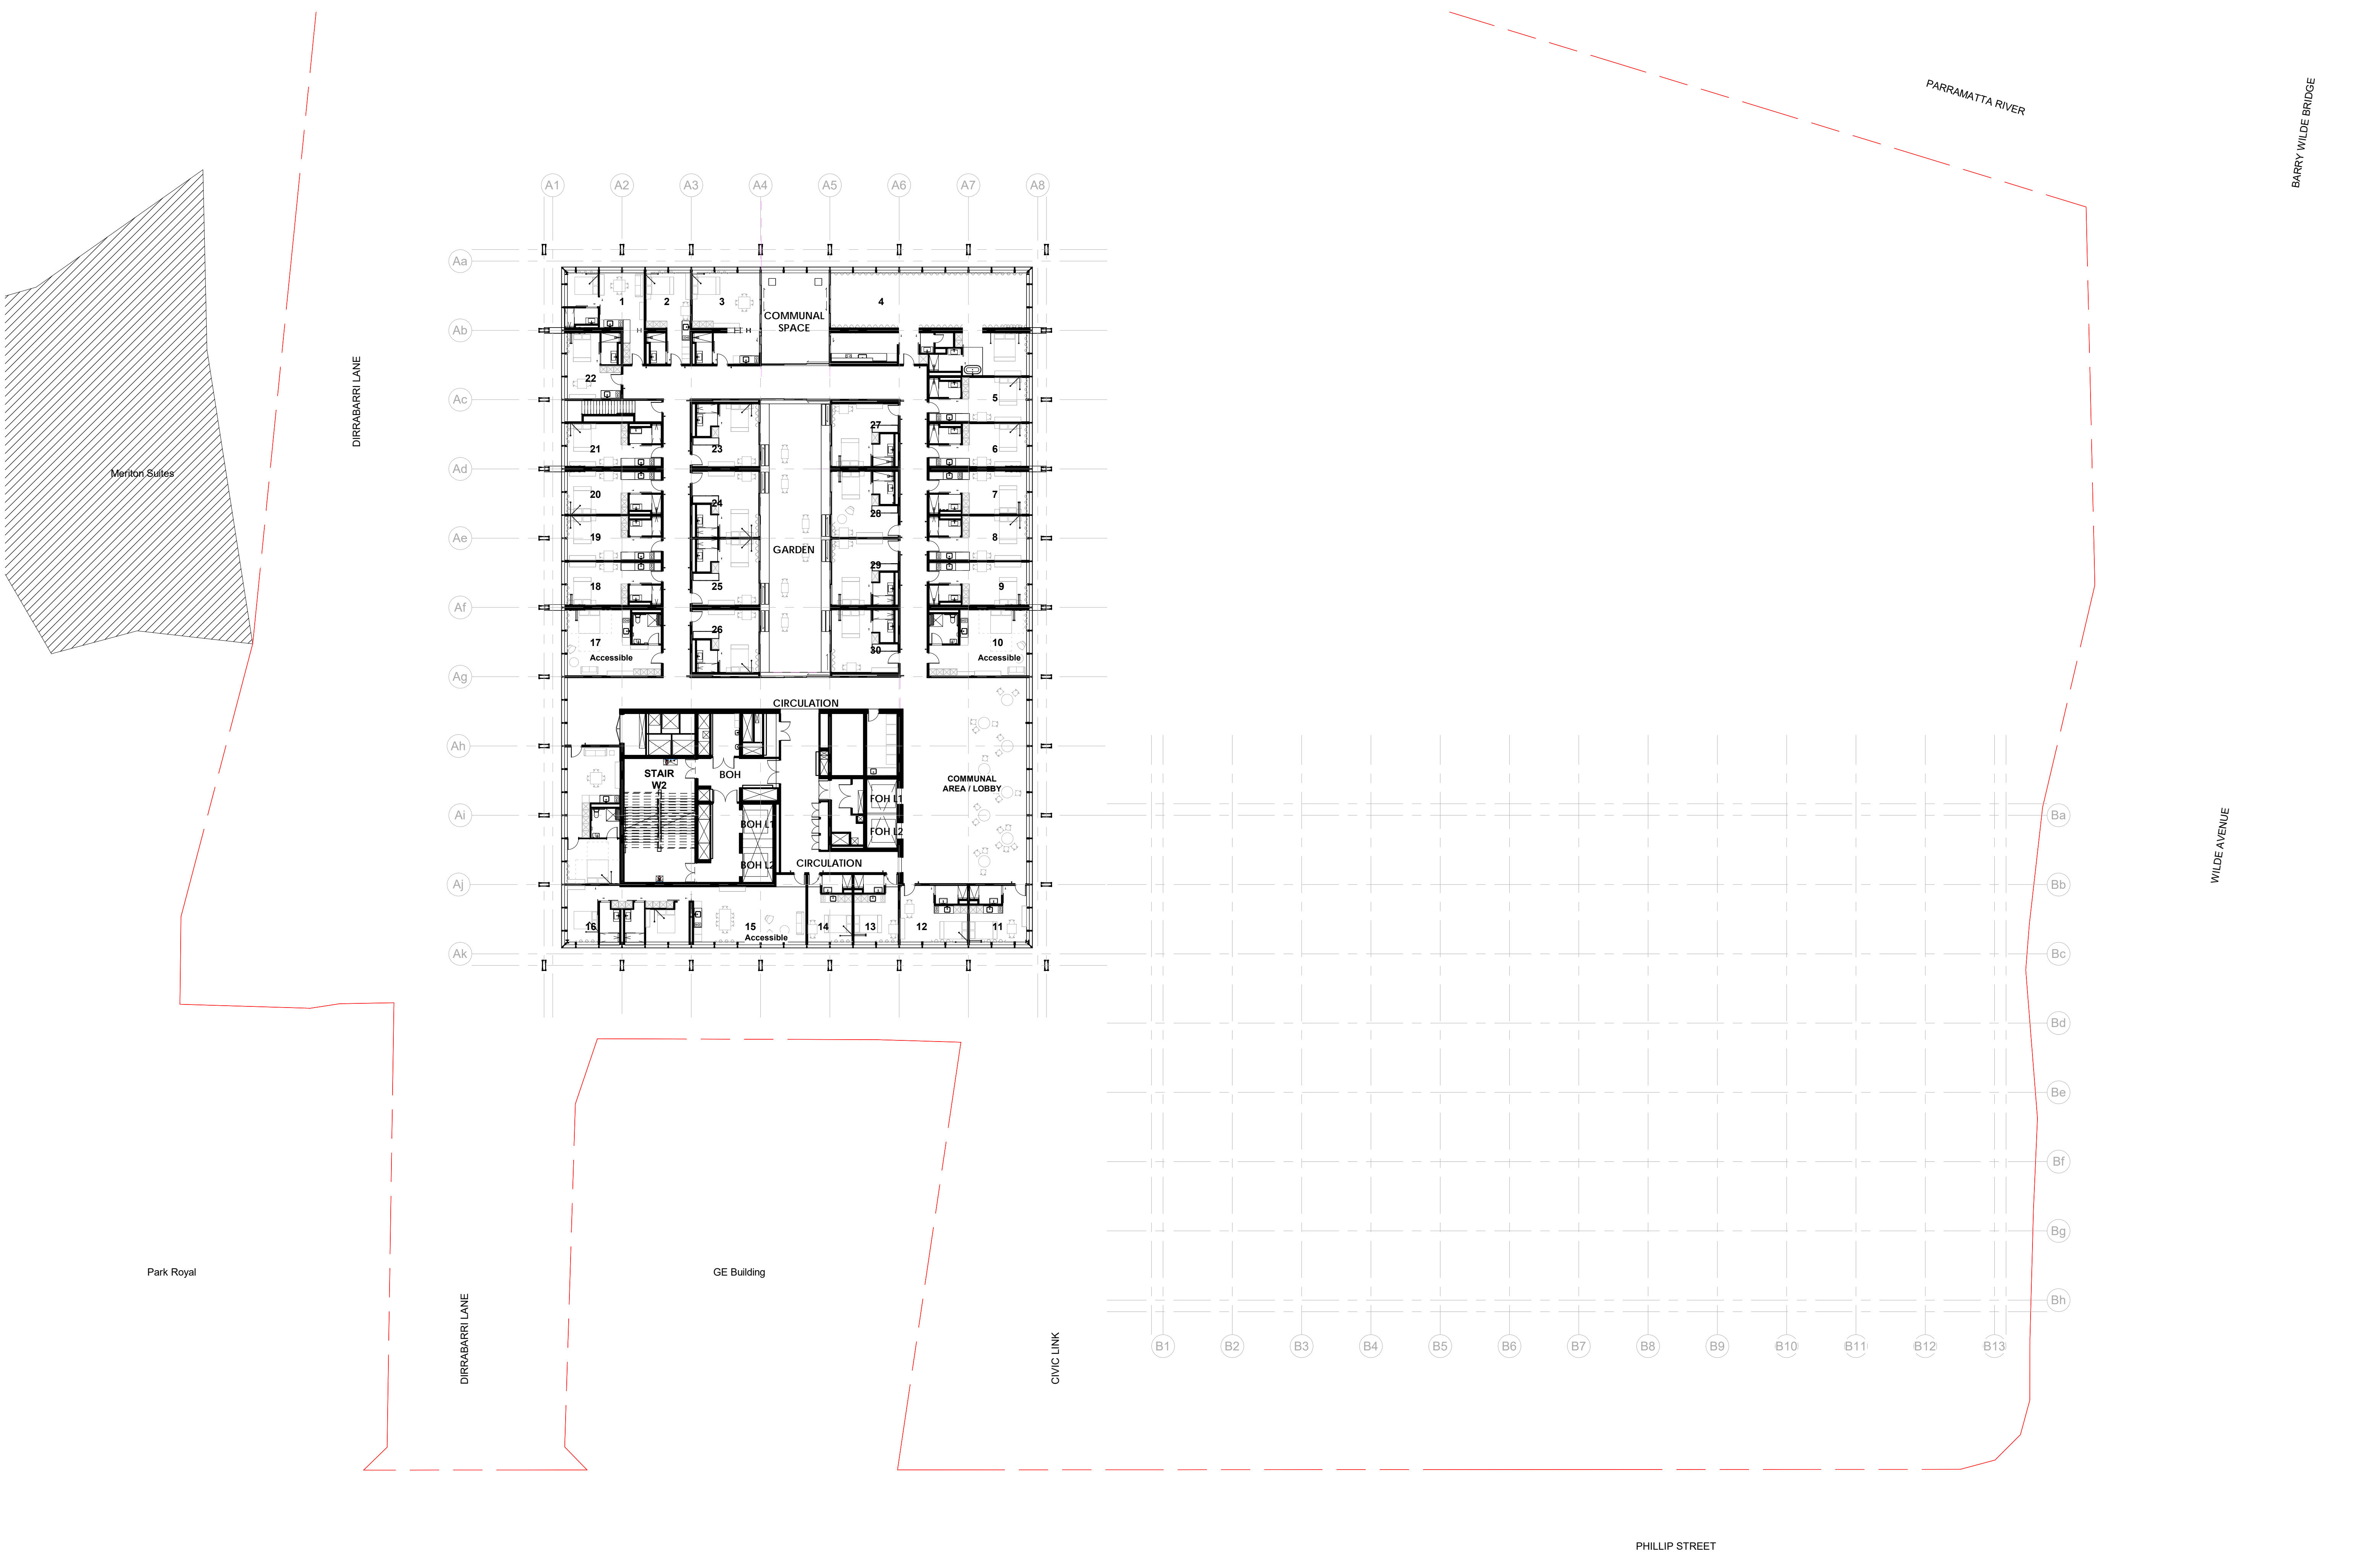 PARRAMATTA RIVER
BARRY WILDE BRIDGE
A1
A2
A3
A4
A5
A6
A7
A8
Aa
Ab
Ac
Ad
Ae
Af
Ag
Ah
Ai
Aj
Ak
DIRRABARRI LANE
Meriton Suites
1
2
3
COMMUNAL
SPACE
4
22
5
27
21
23
6
20
24
7
28
19
GARDEN
8
29
18
25
9
26
17
Accessible
30
10
Accessible
CIRCULATION
STAIR
W2
BOH
COMMUNAL
AREA / LOBBY
FOH L1
BOH L1
FOH L2
BOH L2
CIRCULATION
16
15
Accessible
14
13
12
11
Ba
Bb
Bc
Bd
Be
Bf
Bg
Bh
WILDE AVENUE
Park Royal
DIRRABARRI LANE
GE Building
CIVIC LINK
B1
B2
B3
B4
B5
B6
B7
B8
B9
B10
B11
B12
B13
PHILLIP STREET